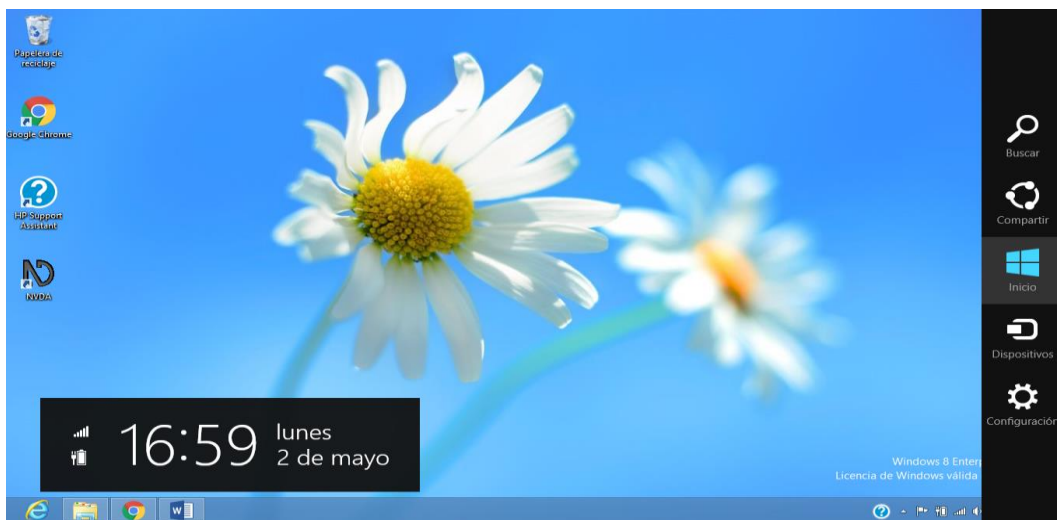 Papelera de
reciclaje
Google Chrome
HP Support
Assistant
NVDA
Buscar
Compartir
Inicio
Dispositivos
Configuración
16:59
lunes
2 de mayo
Windows 8 Enterp
Licencia de Windows válida